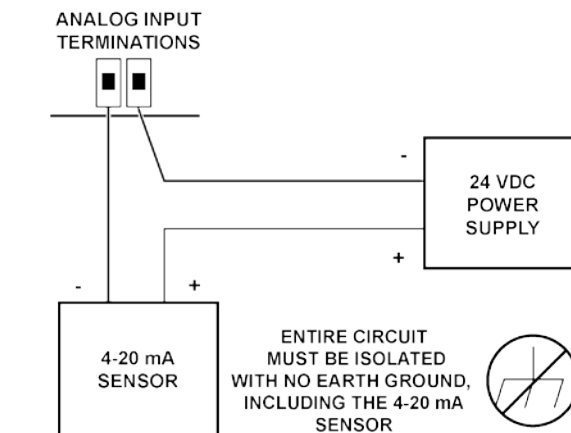 ANALOG INPUT
TERMINATIONS
-
24 VDC
POWER
SUPPLY
+
-
+
4-20 mA
SENSOR
ENTIRE CIRCUIT
MUST BE ISOLATED
WITH NO EARTH GROUND,
INCLUDING THE 4-20 mA
SENSOR